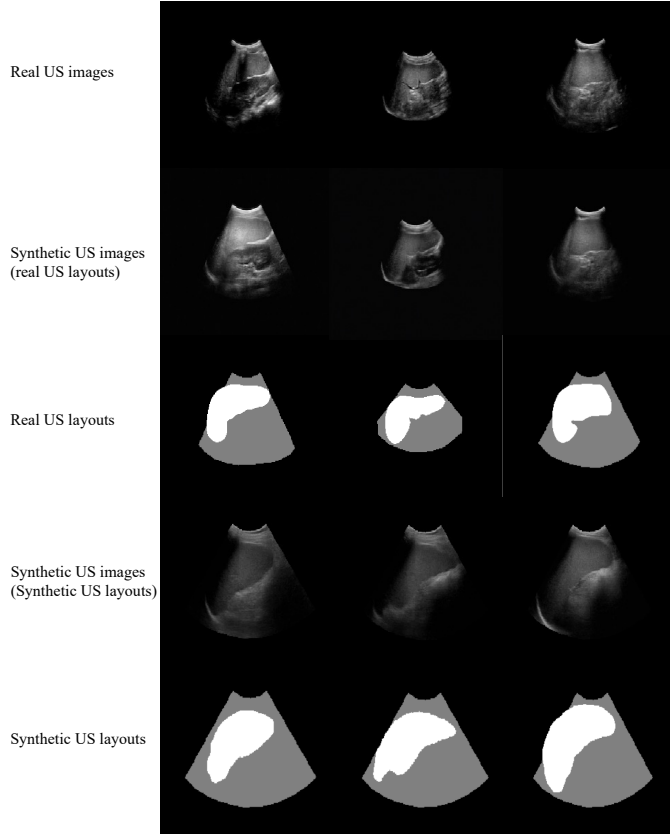 Real US images
Synthetic US images
(real US layouts)
Real US layouts
Synthetic US images
(Synthetic US layouts)
Synthetic US layouts